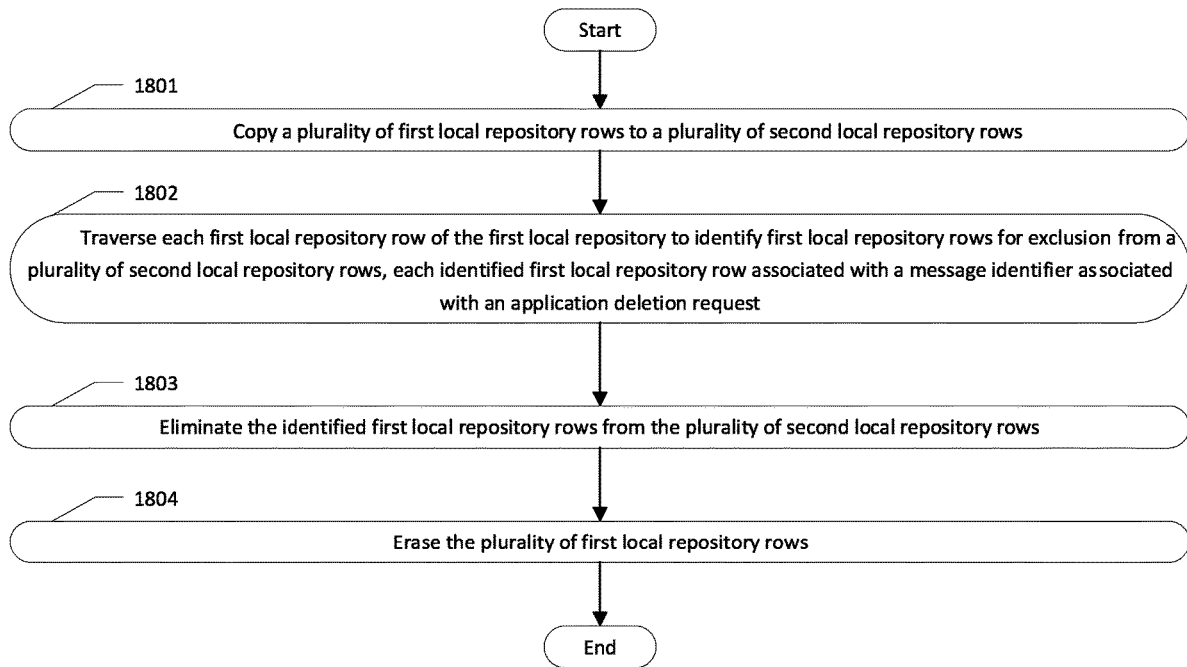 Start
1801
Copy a plurality of first local repository rows to a plurality of second local repository rows
1802
Traverse each first local repository row of the first local repository to identify first local repository rows for exclusion from a
plurality of second local repository rows, each identified first local repository row associated with a message identifier associated
with an application deletion request
1803
Eliminate the identified first local repository rows from the plurality of second local repository rows
1804
Erase the plurality of first local repository rows
End